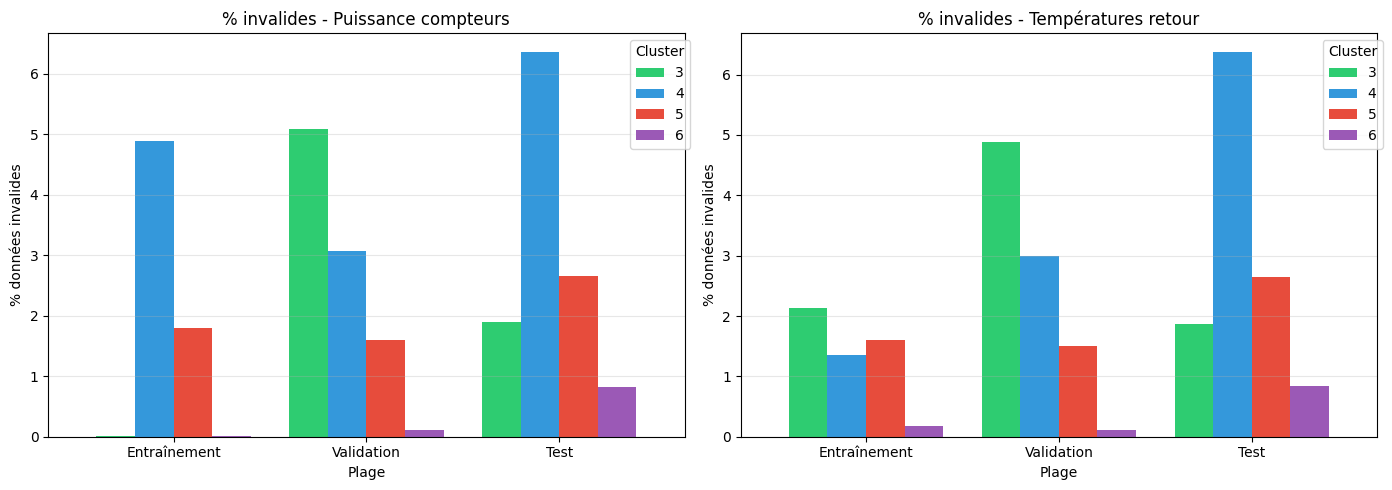 % invalides - Puissance compteurs
% données invalides
6
5
4
3
2
1
0
Entraînement
Validation
Test
Plage
Cluster
3
4
5
6
% invalides - Températures retour
% données invalides
6
5
4
3
2
1
0
Entraînement
Validation
Test
Plage
Cluster
3
4
5
6